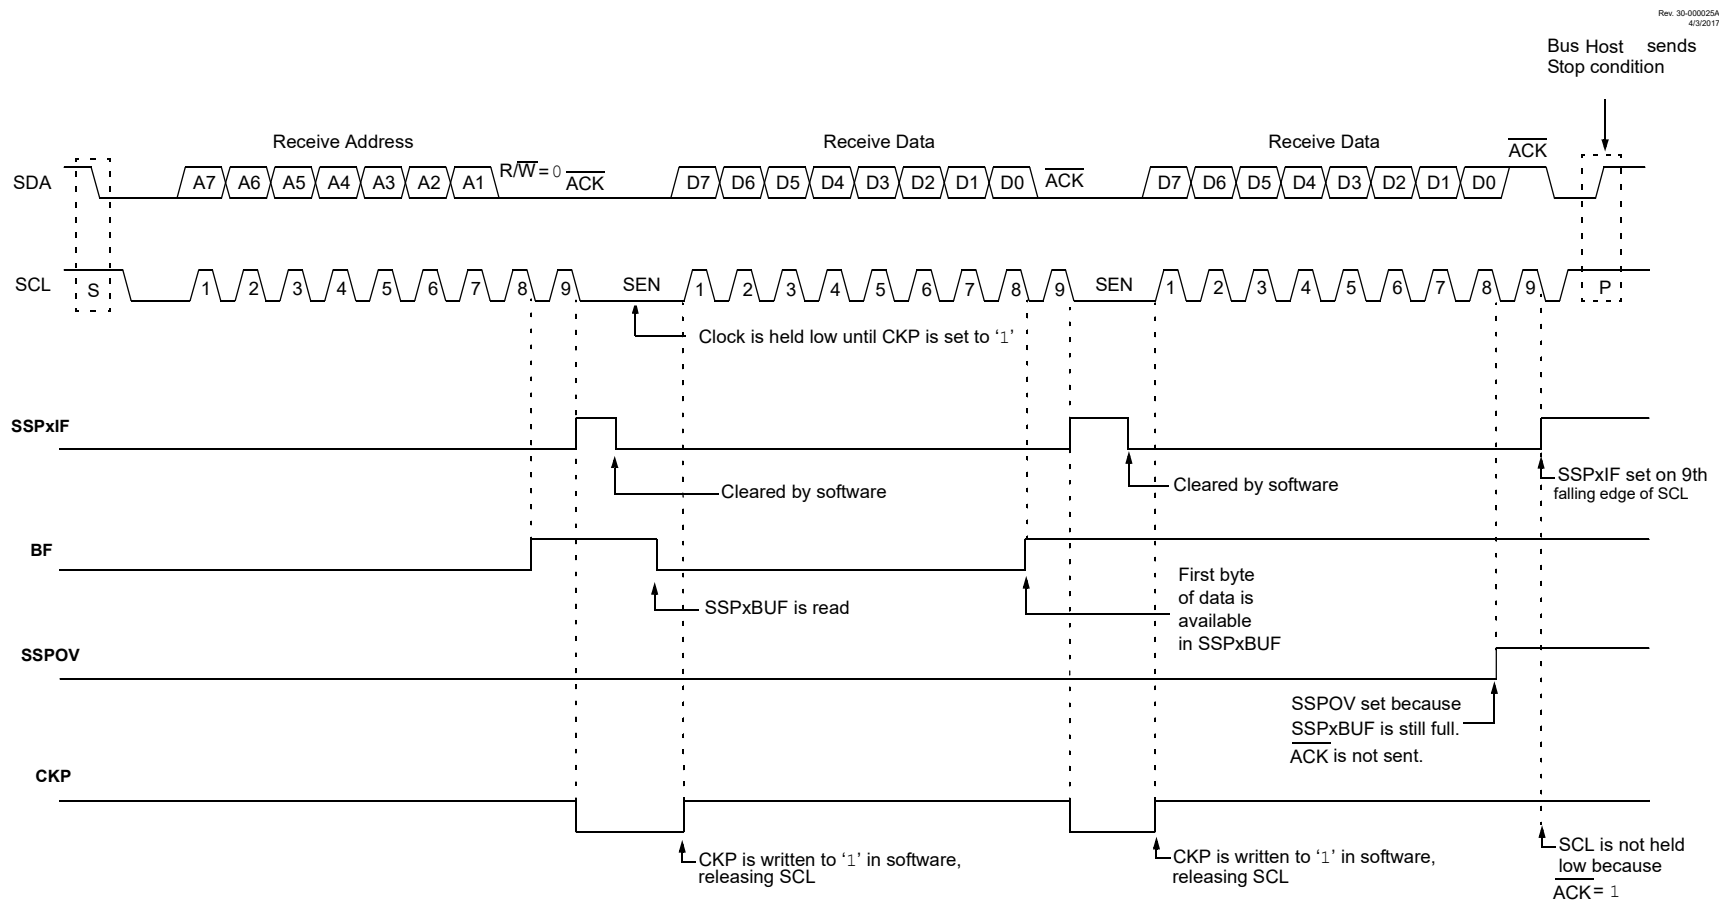 Rev. 30-000025A
4/3/2017
Bus Host sends
Stop condition
Receive Address
Receive Data
Receive Data
ACK
SDA
A7 A6 A5 A4 A3 A2 A1 R/W = 0 ACK
D7 D6 D5 D4 D3 D2 D1 D0 ACK
D7 D6 D5 D4 D3 D2 D1 D0
SCL
S
1 2 3 4 5 6 7 8 9 SEN
1 2 3 4 5 6 7 8 9 SEN
1 2 3 4 5 6 7 8 9
P
Clock is held low until CKP is set to ‘1’
SSPxIF
Cleared by software
Cleared by software
SSPxIF set on 9th
falling edge of SCL
BF
SSPxBUF is read
First byte
of data is
available
in SSPxBUF
SSPOV
SSPOV set because
SSPxBUF is still full.
ACK is not sent.
CKP
CKP is written to ‘1’ in software,
releasing SCL
CKP is written to ‘1’ in software,
releasing SCL
SCL is not held
low because
ACK = 1